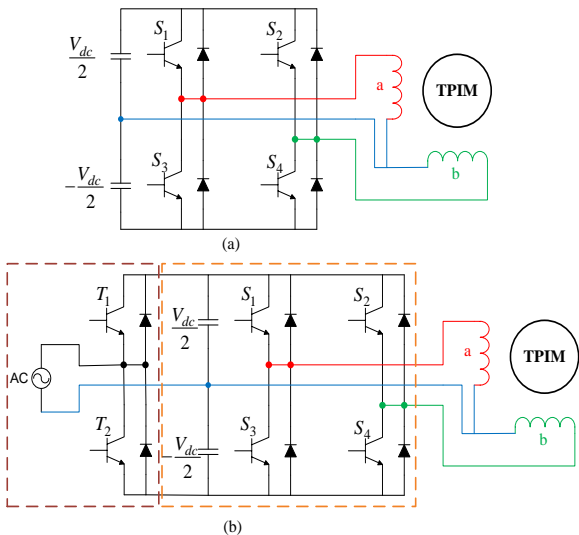 V_dc/2
S_1
S_2
a
TPIM
-V_dc/2
S_3
S_4
b
(a)
T_1
V_dc/2
S_1
S_2
a
TPIM
AC
T_2
-V_dc/2
S_3
S_4
b
(b)